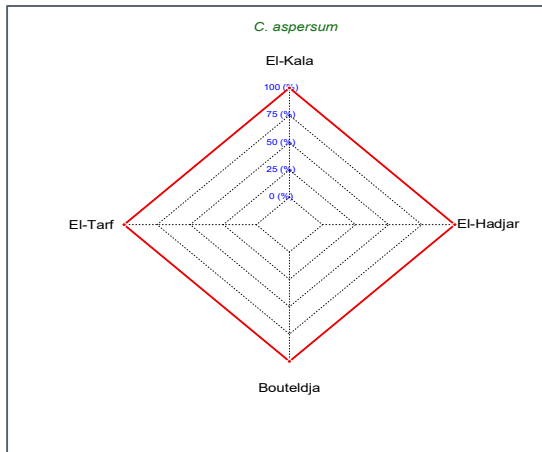 C. aspersum
El-Kala
100 (%)
75 (%)
50 (%)
25 (%)
0 (%)
El-Tarf
El-Hadjar
Bouteldja